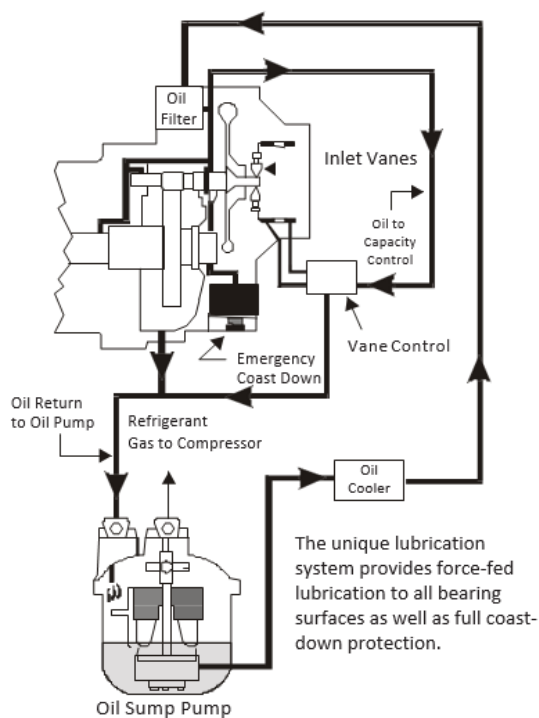 Oil
Filter
Inlet Vanes
Oil to
Capacity
Control
Vane Control
Emergency
Coast Down
Oil Return
to Oil Pump
Refrigerant
Gas to Compressor
Oil
Cooler
The unique lubrication
system provides force-fed
lubrication to all bearing
surfaces as well as full coast-
down protection.
Oil Sump Pump